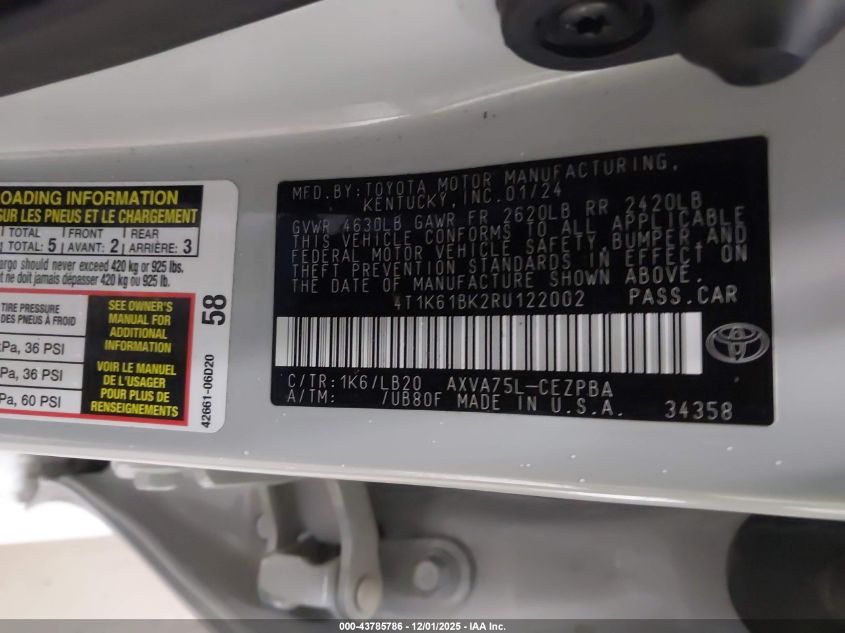 OADING INFORMATION
SUR LES PNEUS ET LE CHARGEMENT
TOTAL FRONT REAR
TOTAL: 5 AVANT: 2 ARRIÈRE: 3
argo should never exceed 420 kg or 925 lbs.
nt ne doit jamais dépasser 420 kg ou 925 lb.
TIRE PRESSURE
DES PNEUS À FROID
kPa, 36 PSI
Pa, 36 PSI
Pa, 60 PSI
SEE OWNER'S
MANUAL FOR
ADDITIONAL
INFORMATION
VOIR LE MANUEL
DE L'USAGER
POUR PLUS DE
RENSEIGNEMENTS
58
42661-06D20
MFD.BY:TOYOTA MOTOR MANUFACTURING,
KENTUCKY,INC.01/24
GVWR 4630LB GAWR FR 2620LB RR 2420LB
THIS VEHICLE CONFORMS TO ALL APPLICABLE
FEDERAL MOTOR VEHICLE SAFETY,BUMPER,AND
THEFT PREVENTION STANDARDS IN EFFECT ON
THE DATE OF MANUFACTURE SHOWN ABOVE.
4T1K61BK2RU122002 PASS.CAR
C/TR:1K6/LB20 AXVA75L-CEZPBA
A/TM: /UB80F MADE IN U.S.A. 34358
000-43785786 - 12/01/2025 - IAA Inc.